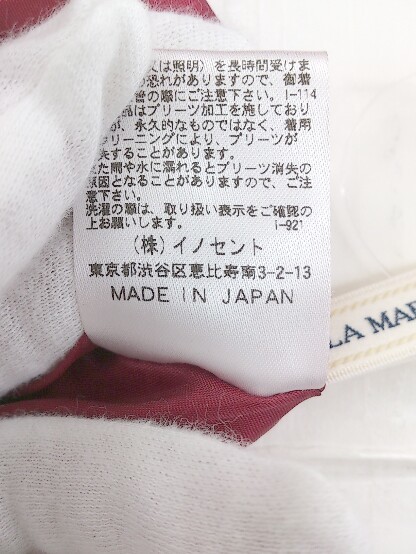 くは照明）を長時間受けま
の恐れがありますので、御着
の際にご注意下さい。I-114
品はプリーツ加工を施しており
が、永久的なものではなく、着用
リーニングにより、プリーツが
失することがあります。
た雨や水に濡れるとプリーツ消失の
原因となることがありますので、ご注
意下さい。
洗濯の際は、取り扱い表示をご確認の
上お願いします。 I-921
（株）イノセント
東京都渋谷区恵比寿南3-2-13
MADE IN JAPAN
LA MAR